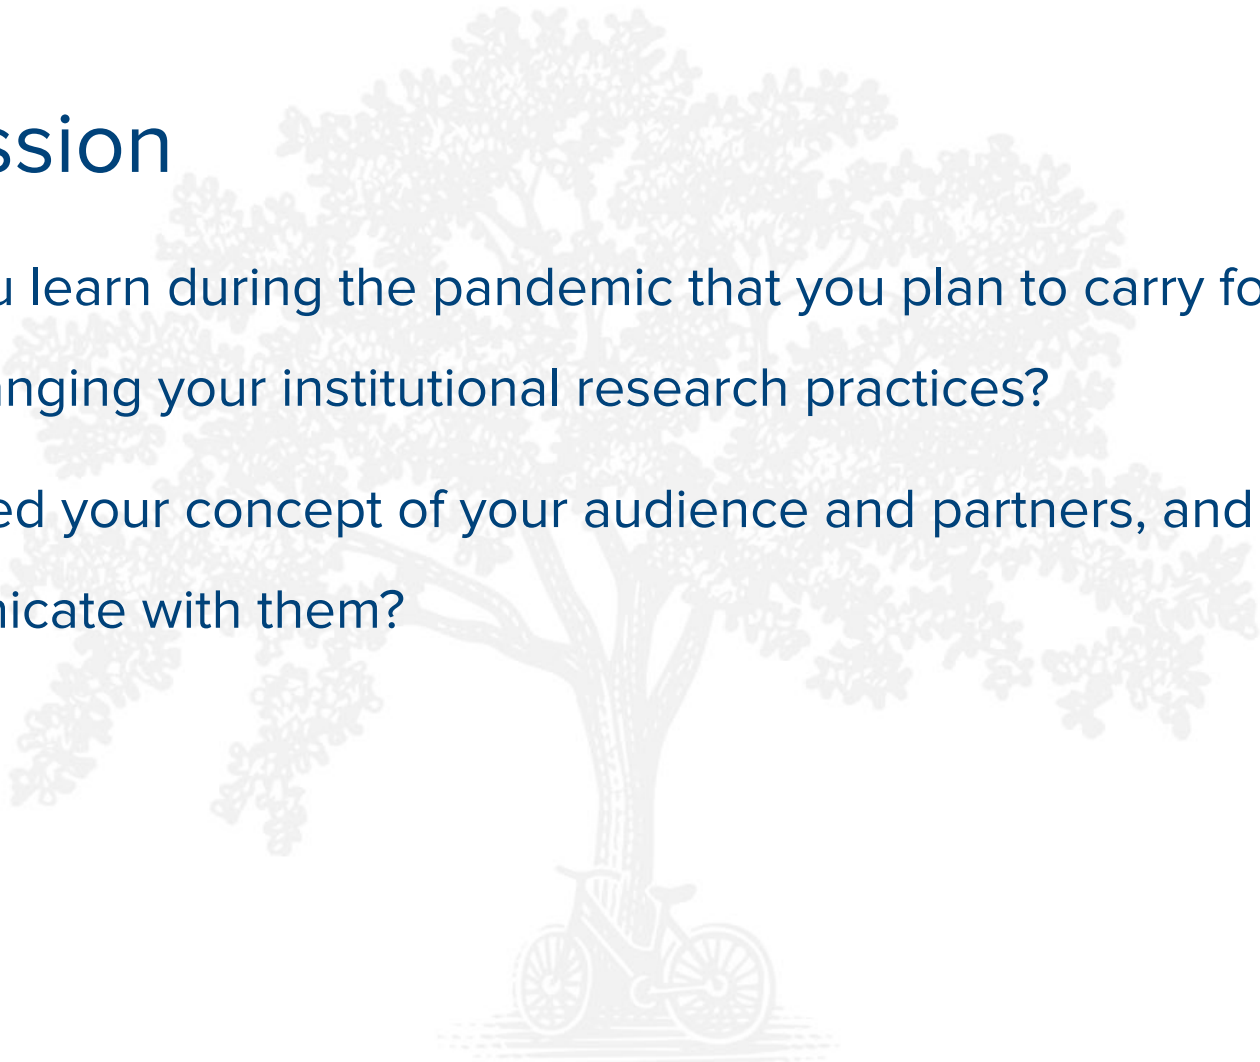 ssion
u learn during the pandemic that you plan to carry fo
nging your institutional research practices?
ed your concept of your audience and partners, and
nicate with them?